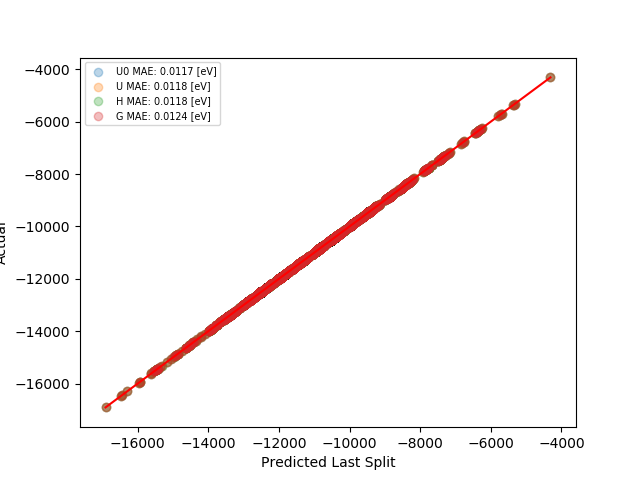 U0 MAE: 0.0117 [eV]
U MAE: 0.0118 [eV]
H MAE: 0.0118 [eV]
G MAE: 0.0124 [eV]
−4000
−6000
−8000
−10000
−12000
−14000
−16000
Actual
−16000 −14000 −12000 −10000 −8000 −6000 −4000
Predicted Last Split